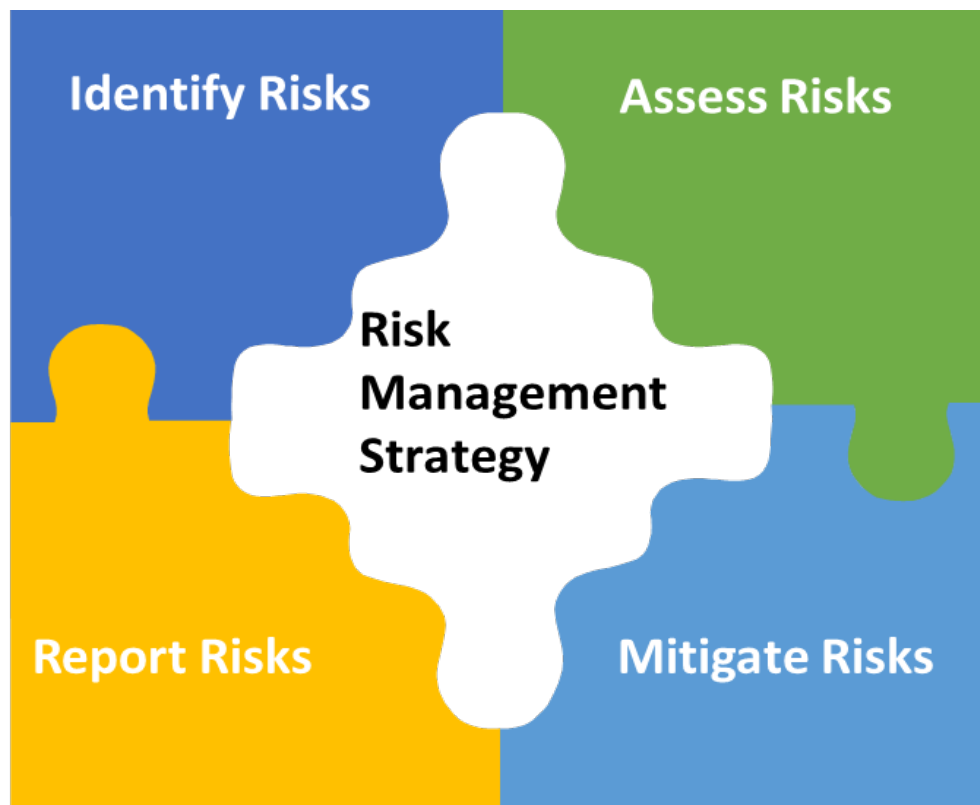 Identify Risks
Assess Risks
Risk
Management
Strategy
Report Risks
Mitigate Risks